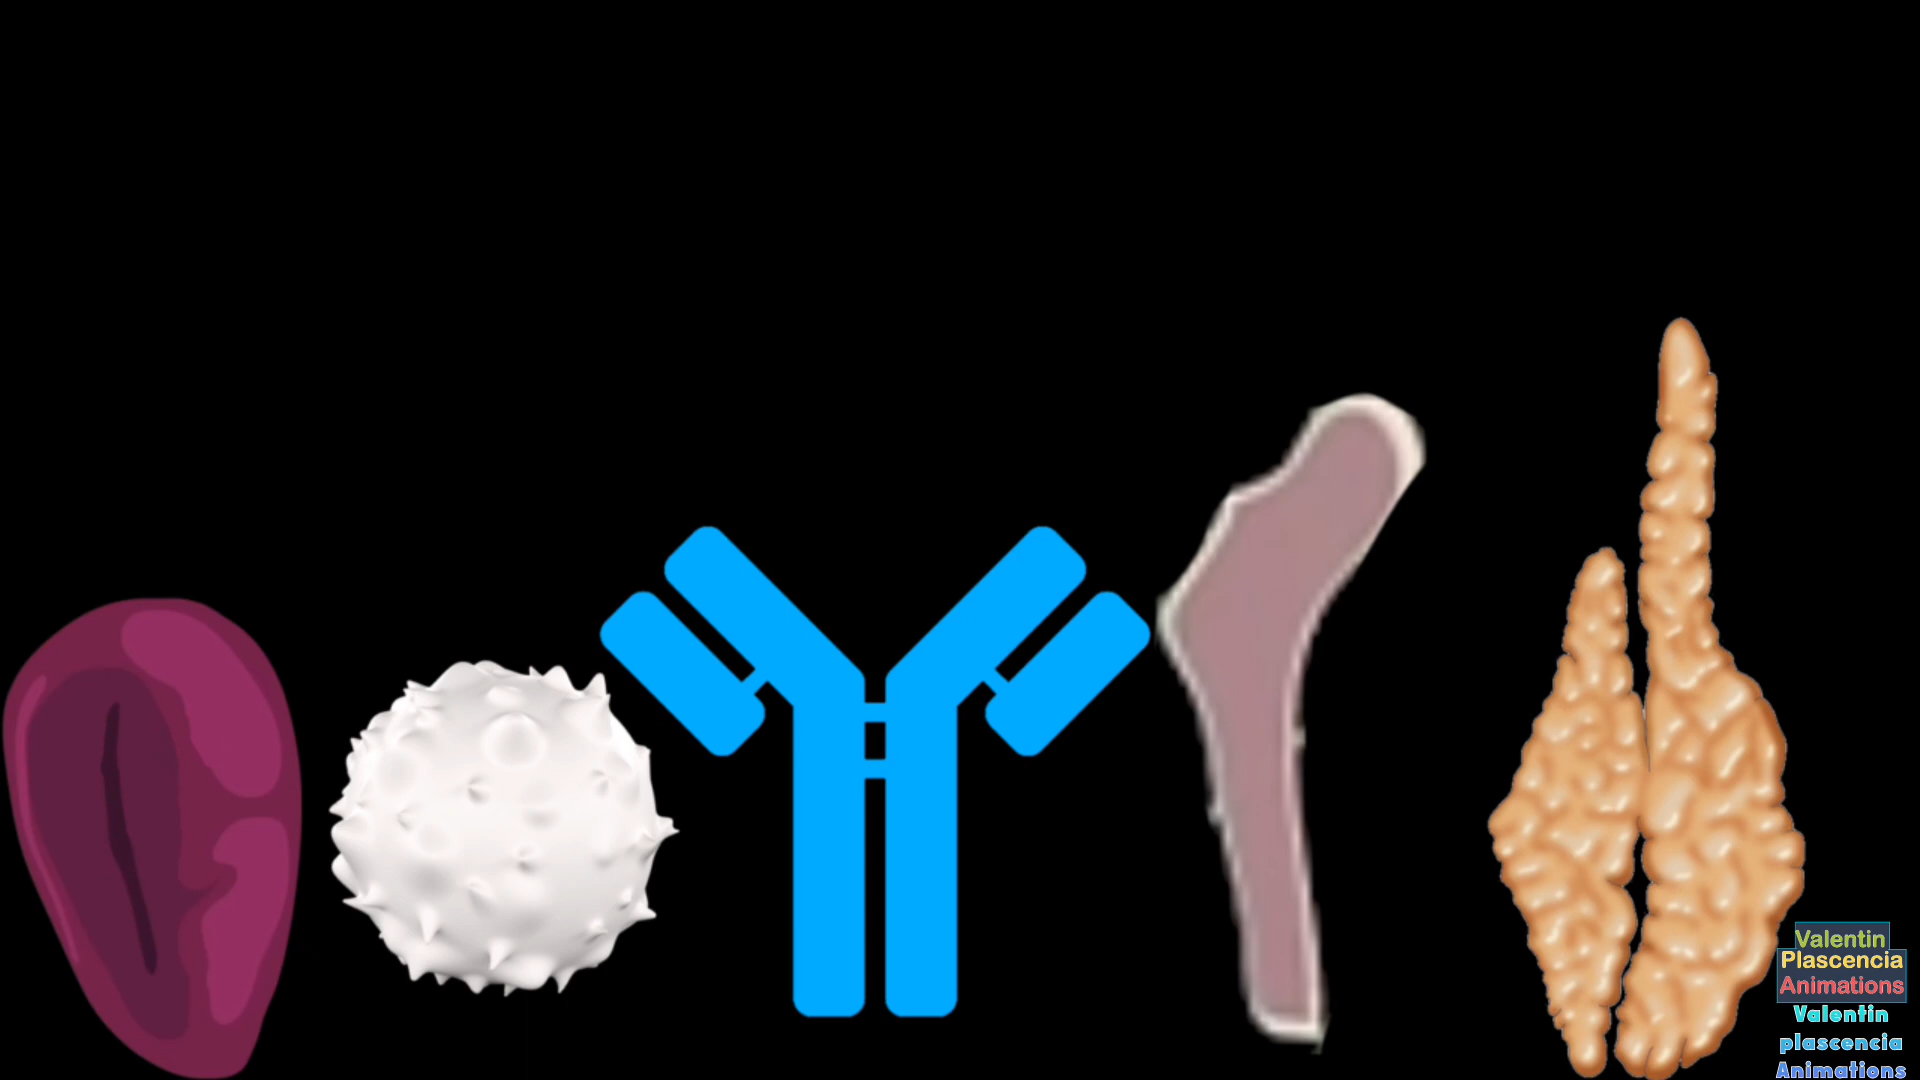 Valentin
Plascencia
Animations
Valentin
plascencia
Animations